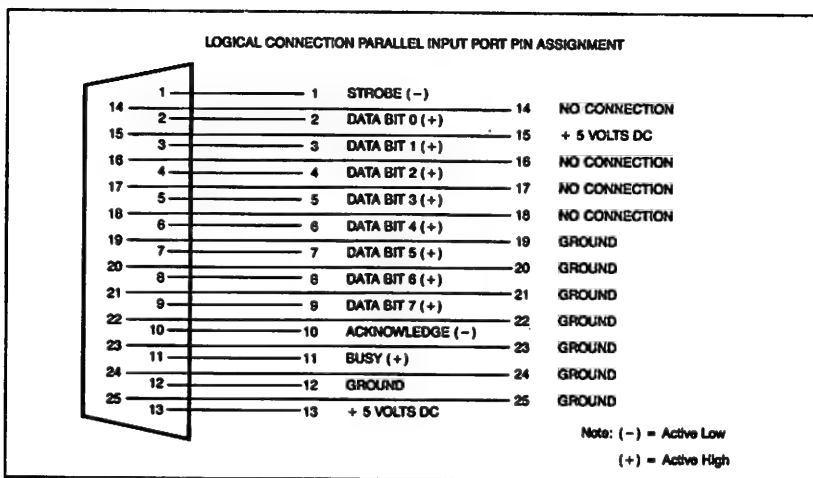 LOGICAL CONNECTION PARALLEL INPUT PORT PIN ASSIGNMENT
1 1 STROBE (-)
14 14 NO CONNECTION
2 2 DATA BIT 0 (+)
15 15 + 5 VOLTS DC
3 3 DATA BIT 1 (+)
16 16 NO CONNECTION
4 4 DATA BIT 2 (+)
17 17 NO CONNECTION
5 5 DATA BIT 3 (+)
18 18 NO CONNECTION
6 6 DATA BIT 4 (+)
19 19 GROUND
7 7 DATA BIT 5 (+)
20 20 GROUND
8 8 DATA BIT 6 (+)
21 21 GROUND
9 9 DATA BIT 7 (+)
22 22 GROUND
10 10 ACKNOWLEDGE (-)
23 23 GROUND
11 11 BUSY (+)
24 24 GROUND
12 12 GROUND
25 25 GROUND
13 13 + 5 VOLTS DC
Note: (-) = Active Low
(+) = Active High